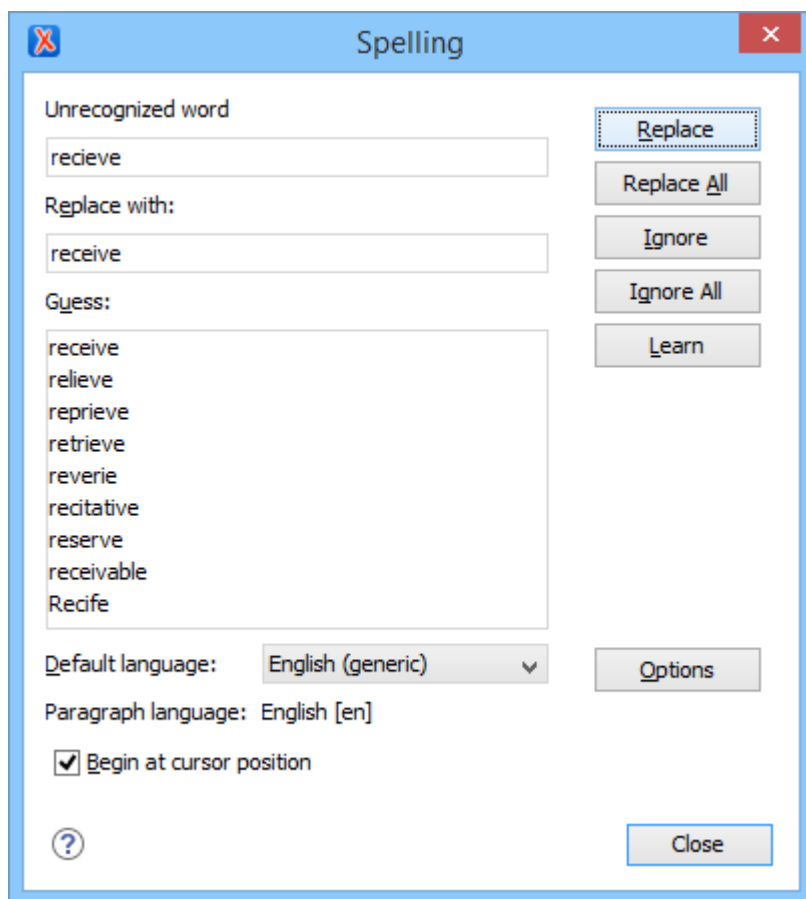 Spelling
Unrecognized word
recieve
Replace with:
receive
Guess:
receive
relieve
reprieve
retrieve
reverie
recitative
reserve
receivable
Recife
Default language: English (generic)
Paragraph language: English [en]
Begin at cursor position
?
Replace
Replace All
Ignore
Ignore All
Learn
Options
Close